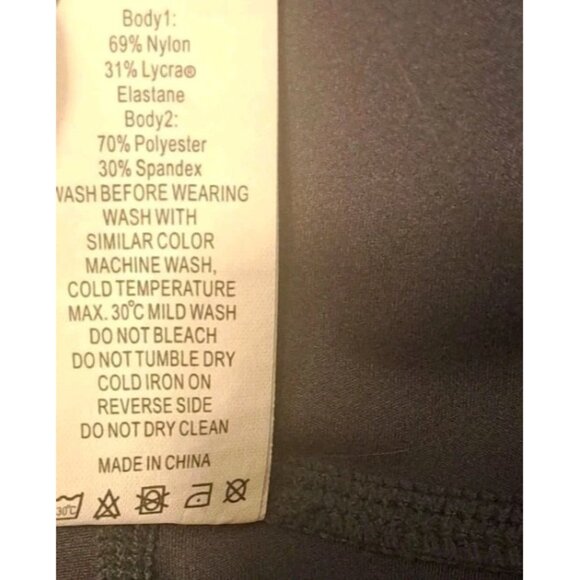 Body1:
69% Nylon
31% Lycra®
Elastane
Body2:
70% Polyester
30% Spandex
WASH BEFORE WEARING
WASH WITH
SIMILAR COLOR
MACHINE WASH,
COLD TEMPERATURE
MAX. 30℃ MILD WASH
DO NOT BLEACH
DO NOT TUMBLE DRY
COLD IRON ON
REVERSE SIDE
DO NOT DRY CLEAN
MADE IN CHINA
30℃